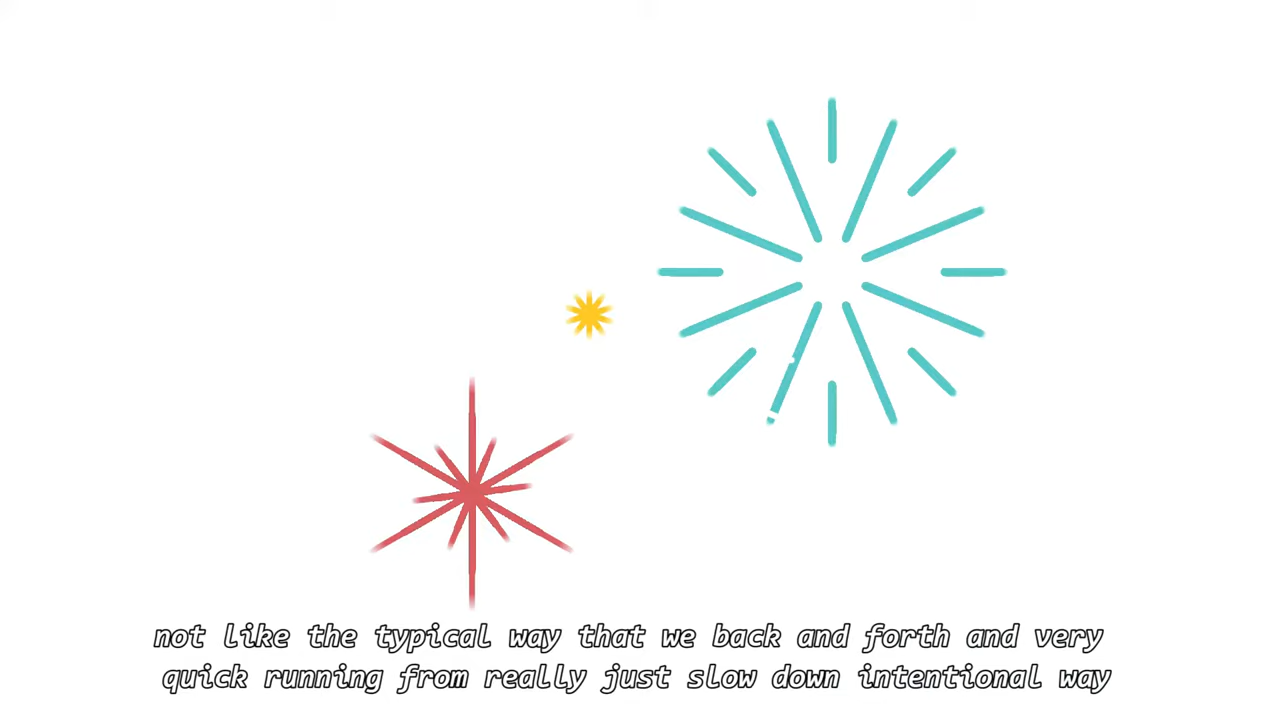 not like the typical way that we back and forth and very
quick running from really just slow down intentional way